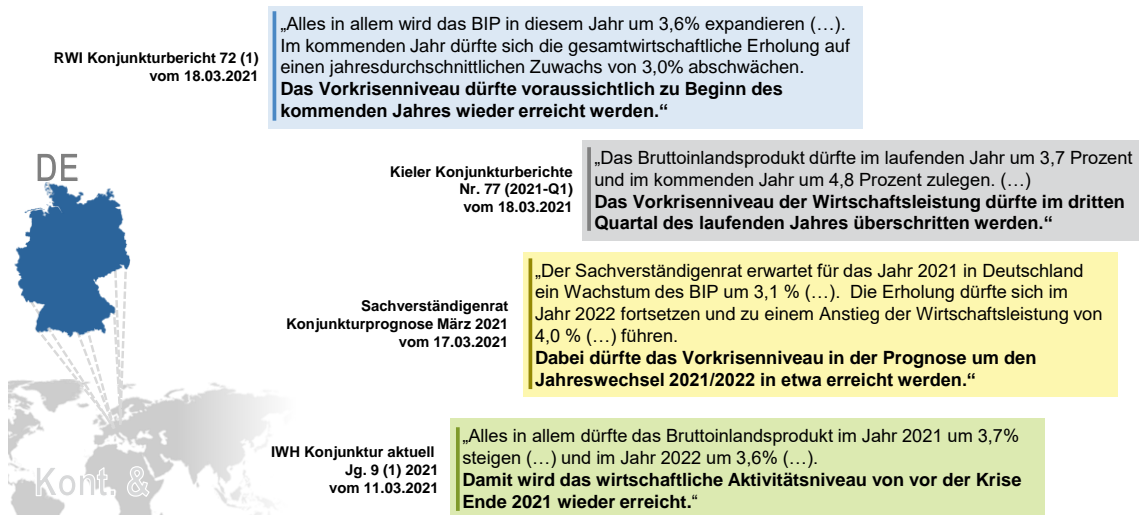 RWI Konjunkturbericht 72 (1)
vom 18.03.2021
„Alles in allem wird das BIP in diesem Jahr um 3,6% expandieren (…).
Im kommenden Jahr dürfte sich die gesamtwirtschaftliche Erholung auf
einen jahresdurchschnittlichen Zuwachs von 3,0% abschwächen.
Das Vorkrisenniveau dürfte voraussichtlich zu Beginn des
kommenden Jahres wieder erreicht werden.“
DE
Kieler Konjunkturberichte
Nr. 77 (2021-Q1)
vom 18.03.2021
„Das Bruttoinlandsprodukt dürfte im laufenden Jahr um 3,7 Prozent
und im kommenden Jahr um 4,8 Prozent zulegen. (…)
Das Vorkrisenniveau der Wirtschaftsleistung dürfte im dritten
Quartal des laufenden Jahres überschritten werden.“
Sachverständigenrat
Konjunkturprognose März 2021
vom 17.03.2021
„Der Sachverständigenrat erwartet für das Jahr 2021 in Deutschland
ein Wachstum des BIP um 3,1 % (…). Die Erholung dürfte sich im
Jahr 2022 fortsetzen und zu einem Anstieg der Wirtschaftsleistung von
4,0 % (…) führen.
Dabei dürfte das Vorkrisenniveau in der Prognose um den
Jahreswechsel 2021/2022 in etwa erreicht werden.“
IWH Konjunktur aktuell
Jg. 9 (1) 2021
vom 11.03.2021
„Alles in allem dürfte das Bruttoinlandsprodukt im Jahr 2021 um 3,7%
steigen (…) und im Jahr 2022 um 3,6% (…).
Damit wird das wirtschaftliche Aktivitätsniveau von vor der Krise
Ende 2021 wieder erreicht.“
Kont. &